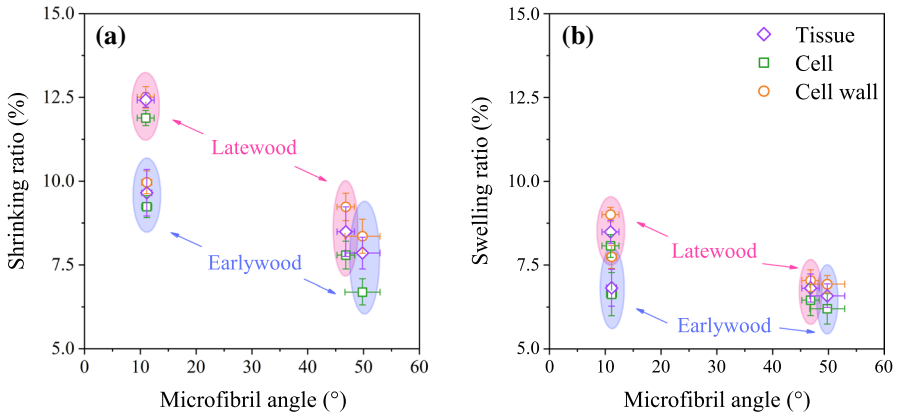 (a)
15.0
12.5
10.0
7.5
5.0
Shrinking ratio (%)
Latewood
Earlywood
0 10 20 30 40 50 60
Microfibril angle (°)
(b)
Tissue
Cell
Cell wall
15.0
12.5
10.0
7.5
5.0
Swelling ratio (%)
Latewood
Earlywood
0 10 20 30 40 50 60
Microfibril angle (°)